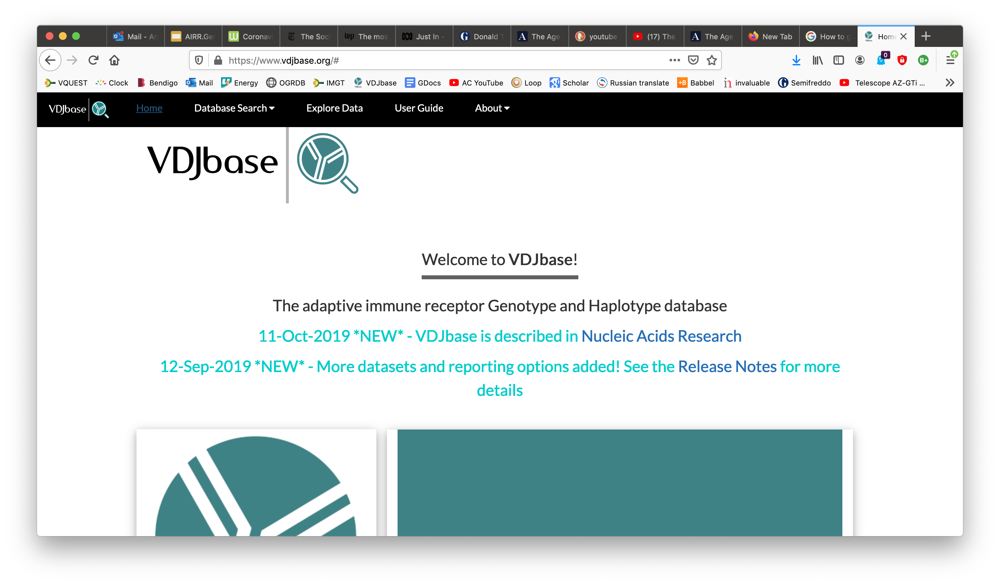 Mail - An
AIRR.Ger
Coronavi
The Soci
The mos
Just In -
Donald T
The Age
youtube
(17) The
The Age
New Tab
How to g
Home
https://www.vdjbase.org/#
0
B+
VQUEST
Clock
Bendigo
Mail
Energy
OGRDB
IMGT
VDJbase
GDocs
AC YouTube
Loop
Scholar
Russian translate
+B Babbel
in invaluable
Semifreddo
Telescope AZ-GTi ...
VDJbase
Home
Database Search
Explore Data
User Guide
About
VDJbase
Welcome to VDJbase!
The adaptive immune receptor Genotype and Haplotype database
11-Oct-2019 *NEW* - VDJbase is described in Nucleic Acids Research
12-Sep-2019 *NEW* - More datasets and reporting options added! See the Release Notes for more
details